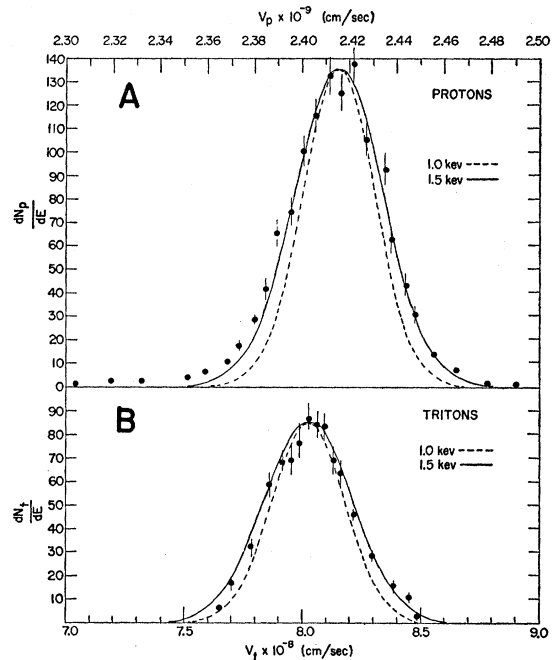 V_p x 10^-9 (cm/sec)
2.30 2.32 2.34 2.36 2.38 2.40 2.42 2.44 2.46 2.48 2.50
140
130
120
110
100
90
80
70
60
50
40
30
20
10
0
A
PROTONS
1.0 kev
1.5 kev
dN_p
dE
90
80
70
60
50
40
30
20
10
B
TRITONS
1.0 kev
1.5 kev
dN_t
dE
7.0 7.5 8.0 8.5 9.0
V_t x 10^-8 (cm/sec)